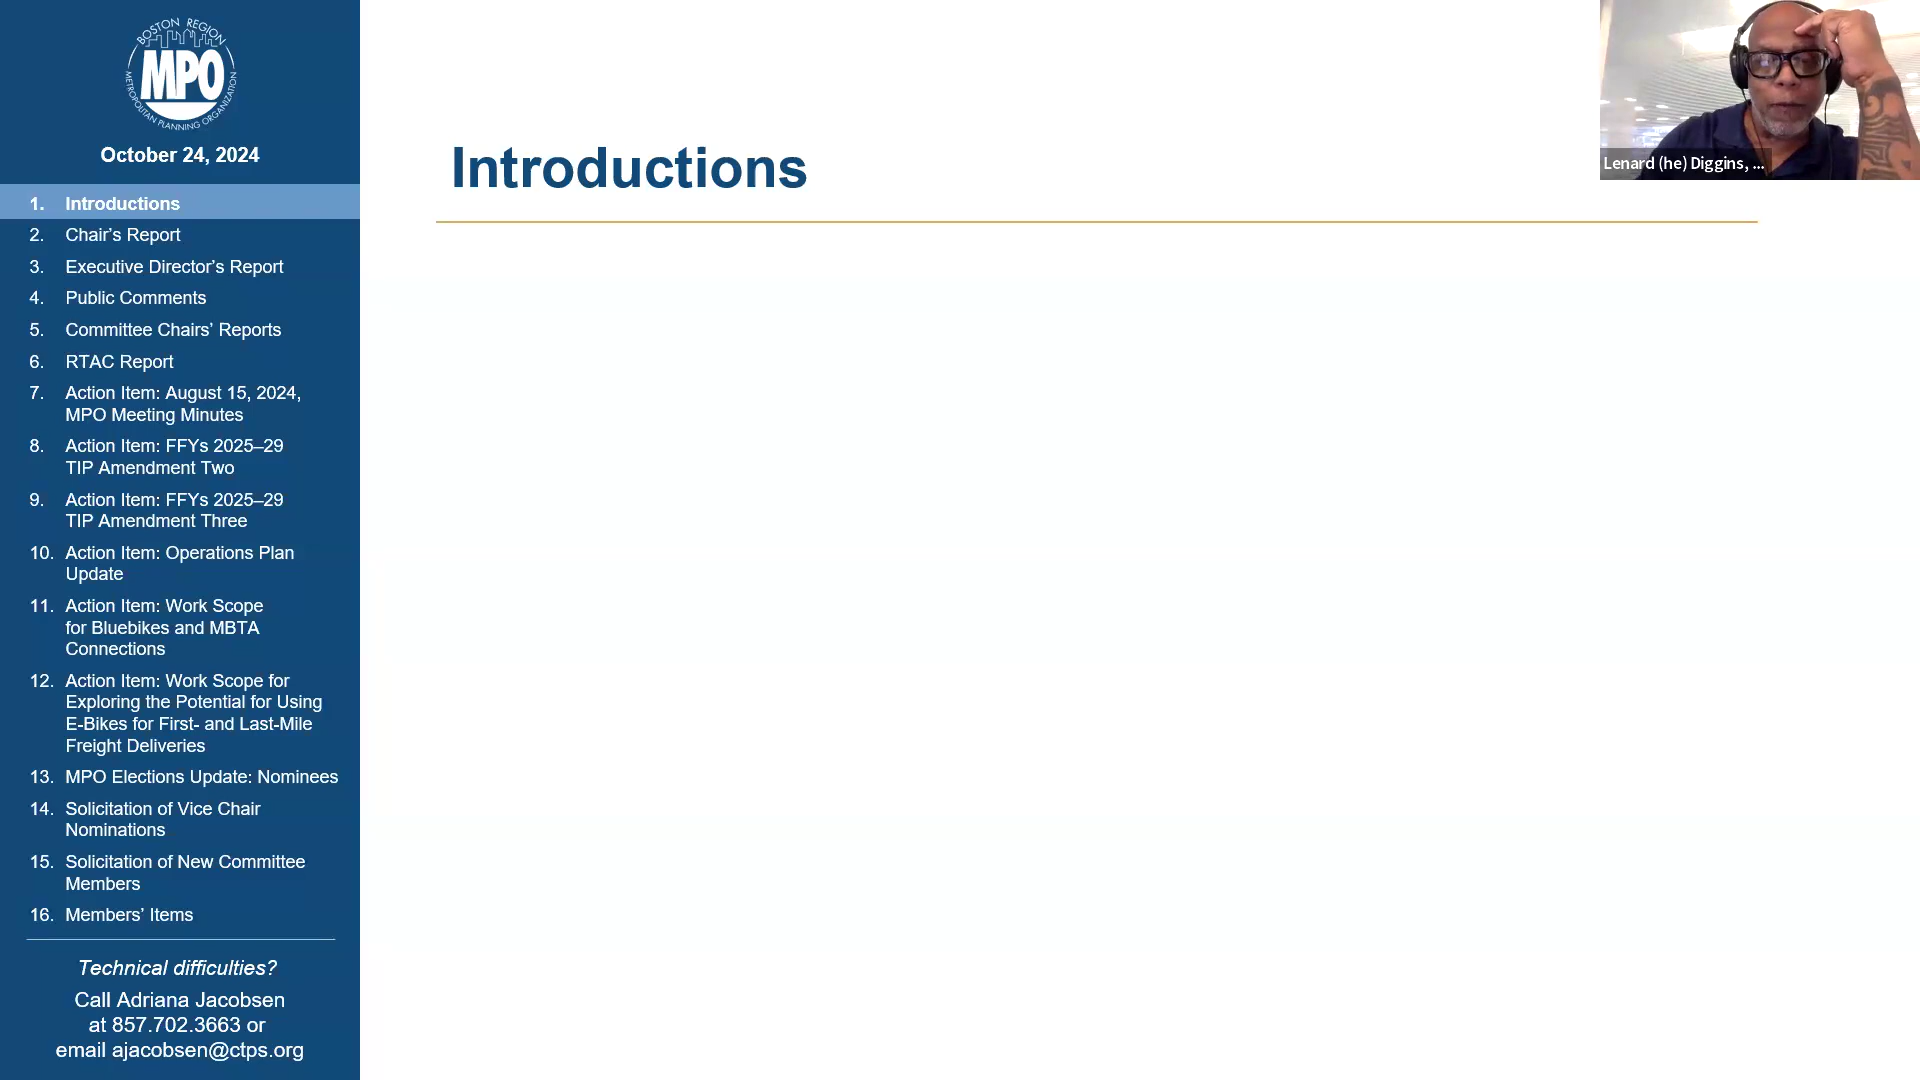 BOSTON REGION
MPO
METROPOLITAN PLANNING ORGANIZATION
October 24, 2024
1. Introductions
2. Chair’s Report
3. Executive Director’s Report
4. Public Comments
5. Committee Chairs’ Reports
6. RTAC Report
7. Action Item: August 15, 2024,
MPO Meeting Minutes
8. Action Item: FFYs 2025–29
TIP Amendment Two
9. Action Item: FFYs 2025–29
TIP Amendment Three
10. Action Item: Operations Plan
Update
11. Action Item: Work Scope
for Bluebikes and MBTA
Connections
12. Action Item: Work Scope for
Exploring the Potential for Using
E-Bikes for First- and Last-Mile
Freight Deliveries
13. MPO Elections Update: Nominees
14. Solicitation of Vice Chair
Nominations
15. Solicitation of New Committee
Members
16. Members’ Items
Technical difficulties?
Call Adriana Jacobsen
at 857.702.3663 or
email ajacobsen@ctps.org
Introductions
Lenard (he) Diggins, ...